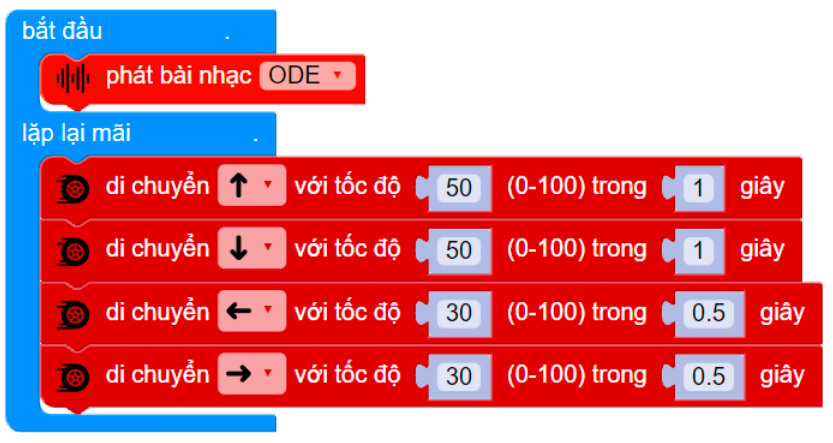 bắt đầu .
phát bài nhạc ODE
lặp lại mãi .
di chuyển ↑ với tốc độ 50 (0-100) trong 1 giây
di chuyển ↓ với tốc độ 50 (0-100) trong 1 giây
di chuyển ← với tốc độ 30 (0-100) trong 0.5 giây
di chuyển → với tốc độ 30 (0-100) trong 0.5 giây